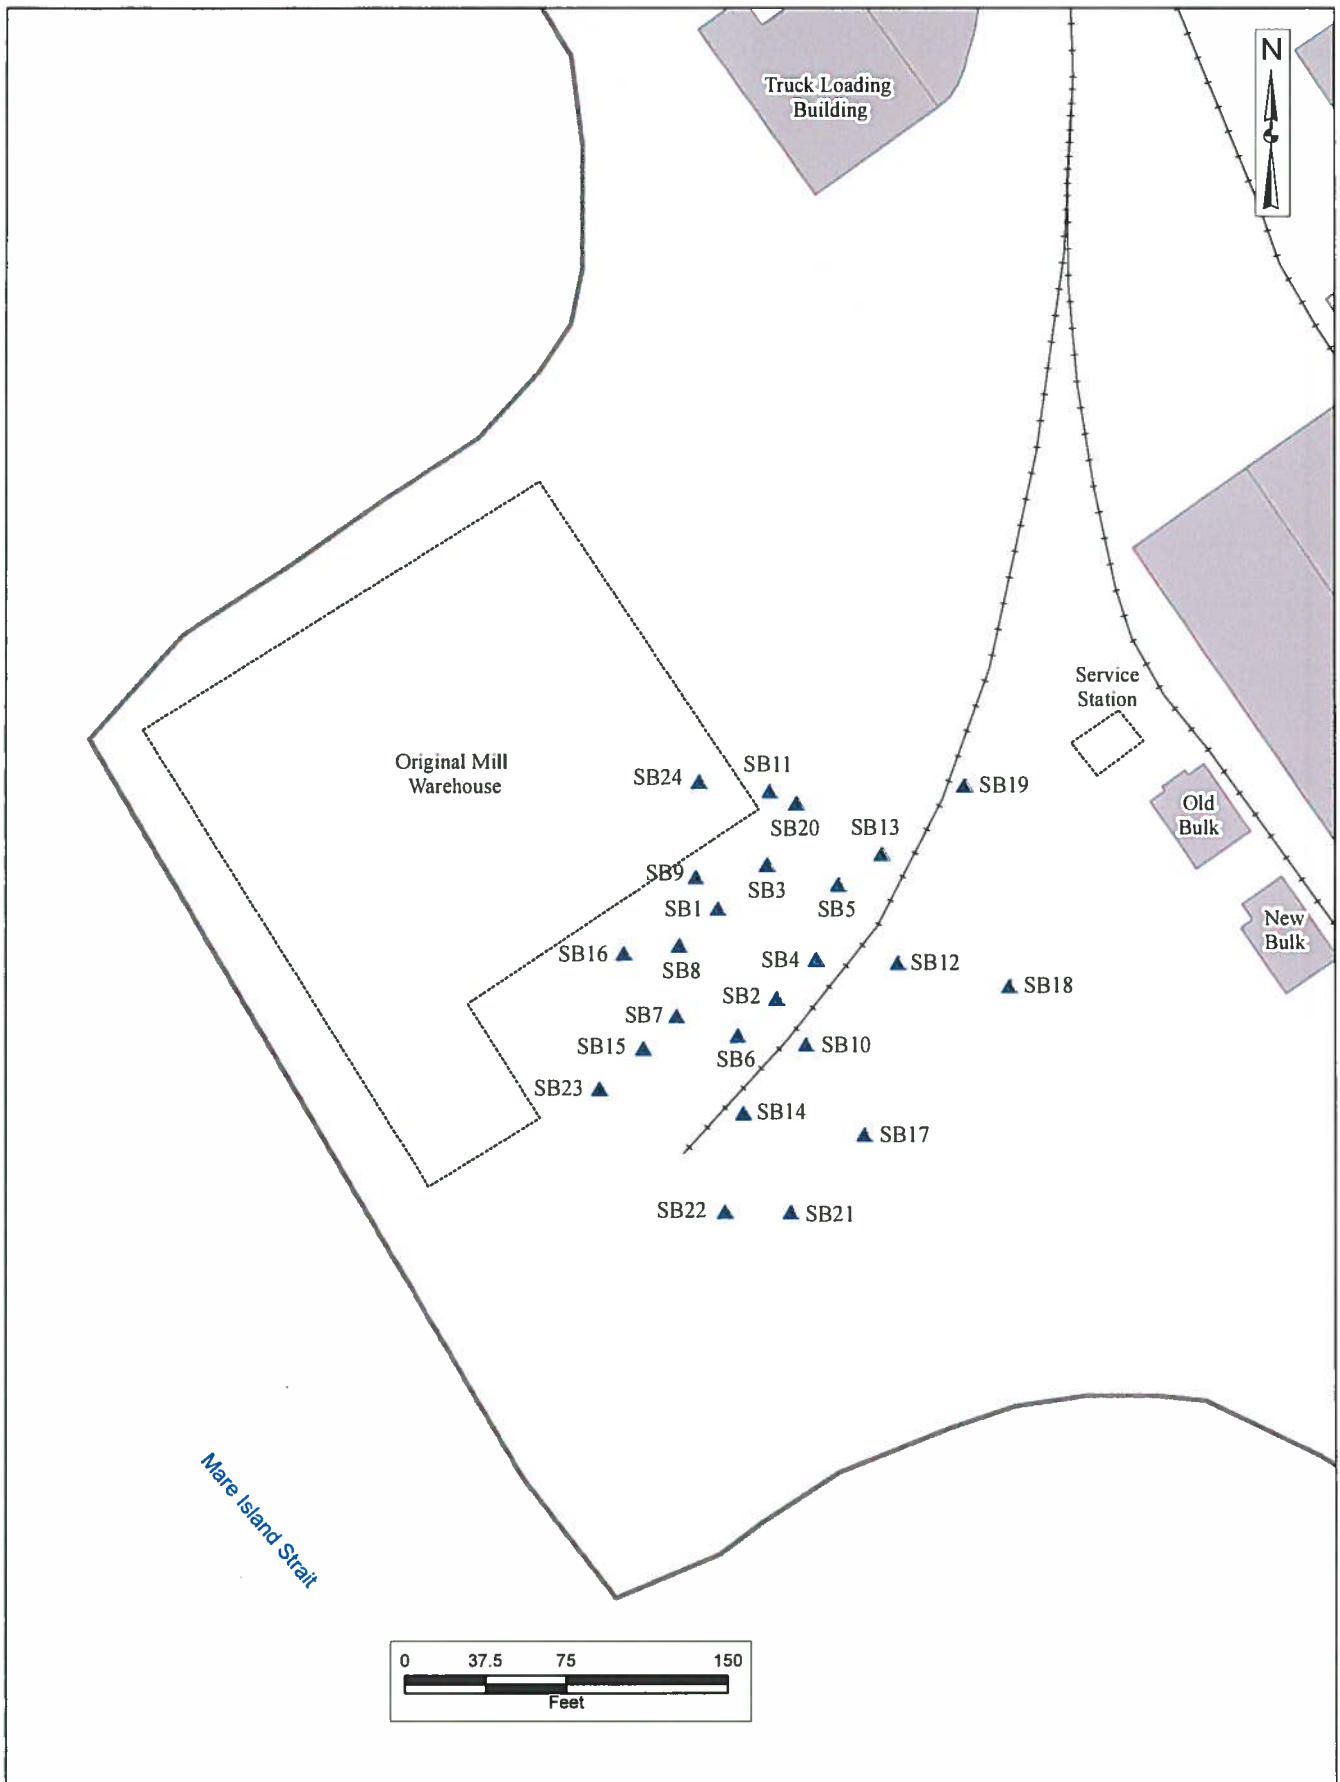 N
Truck Loading
Building
Service
Station
Original Mill
Warehouse
SB24
SB11
SB19
SB20
SB13
Old
Bulk
SB9
SB3
SB1
SB5
New
Bulk
SB16
SB8
SB4
SB12
SB18
SB2
SB7
SB15
SB6
SB10
SB23
SB14
SB17
SB22
SB21
Mare Island Strait
0 37.5 75 150
Feet